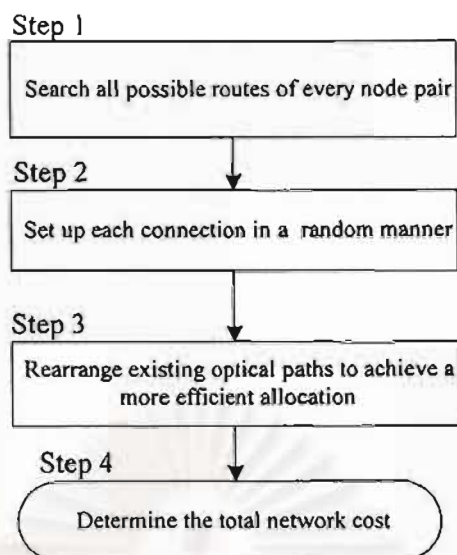 Step 1
Search all possible routes of every node pair
Step 2
Set up each connection in a random manner
Step 3
Rearrange existing optical paths to achieve a
more efficient allocation
Step 4
Determine the total network cost